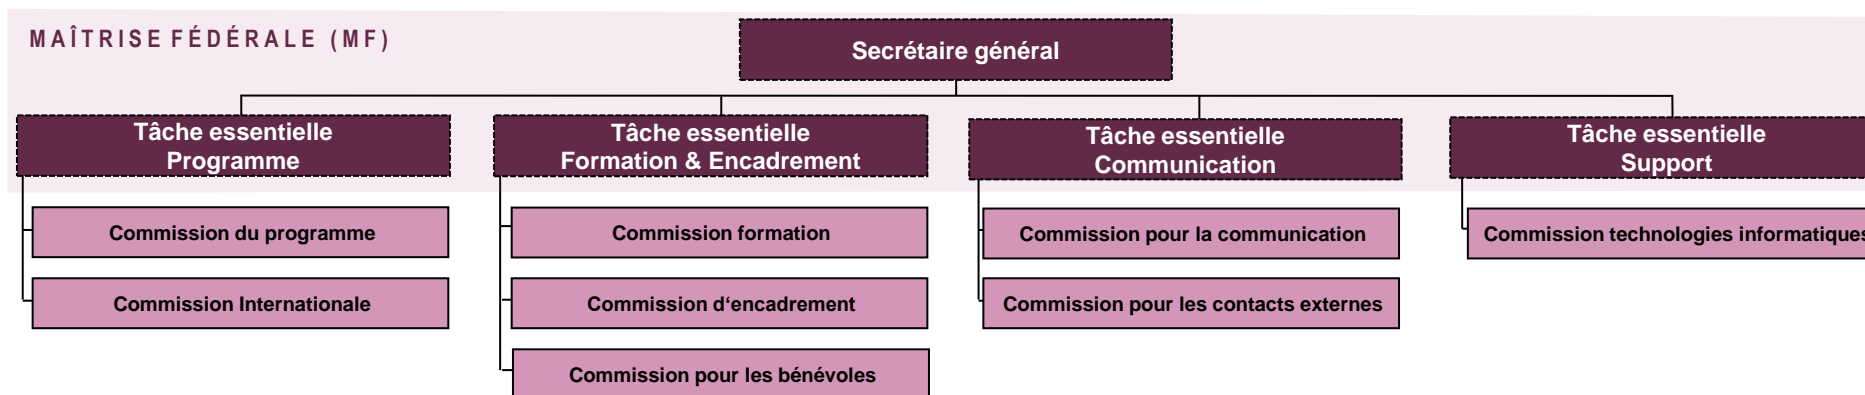 MAÎTRISE FÉDÉRALE (MF)
Secrétaire général
Tâche essentielle
Programme
Tâche essentielle
Formation & Encadrement
Tâche essentielle
Communication
Tâche essentielle
Support
Commission du programme
Commission formation
Commission pour la communication
Commission technologies informatiques
Commission Internationale
Commission d‘encadrement
Commission pour les contacts externes
Commission pour les bénévoles